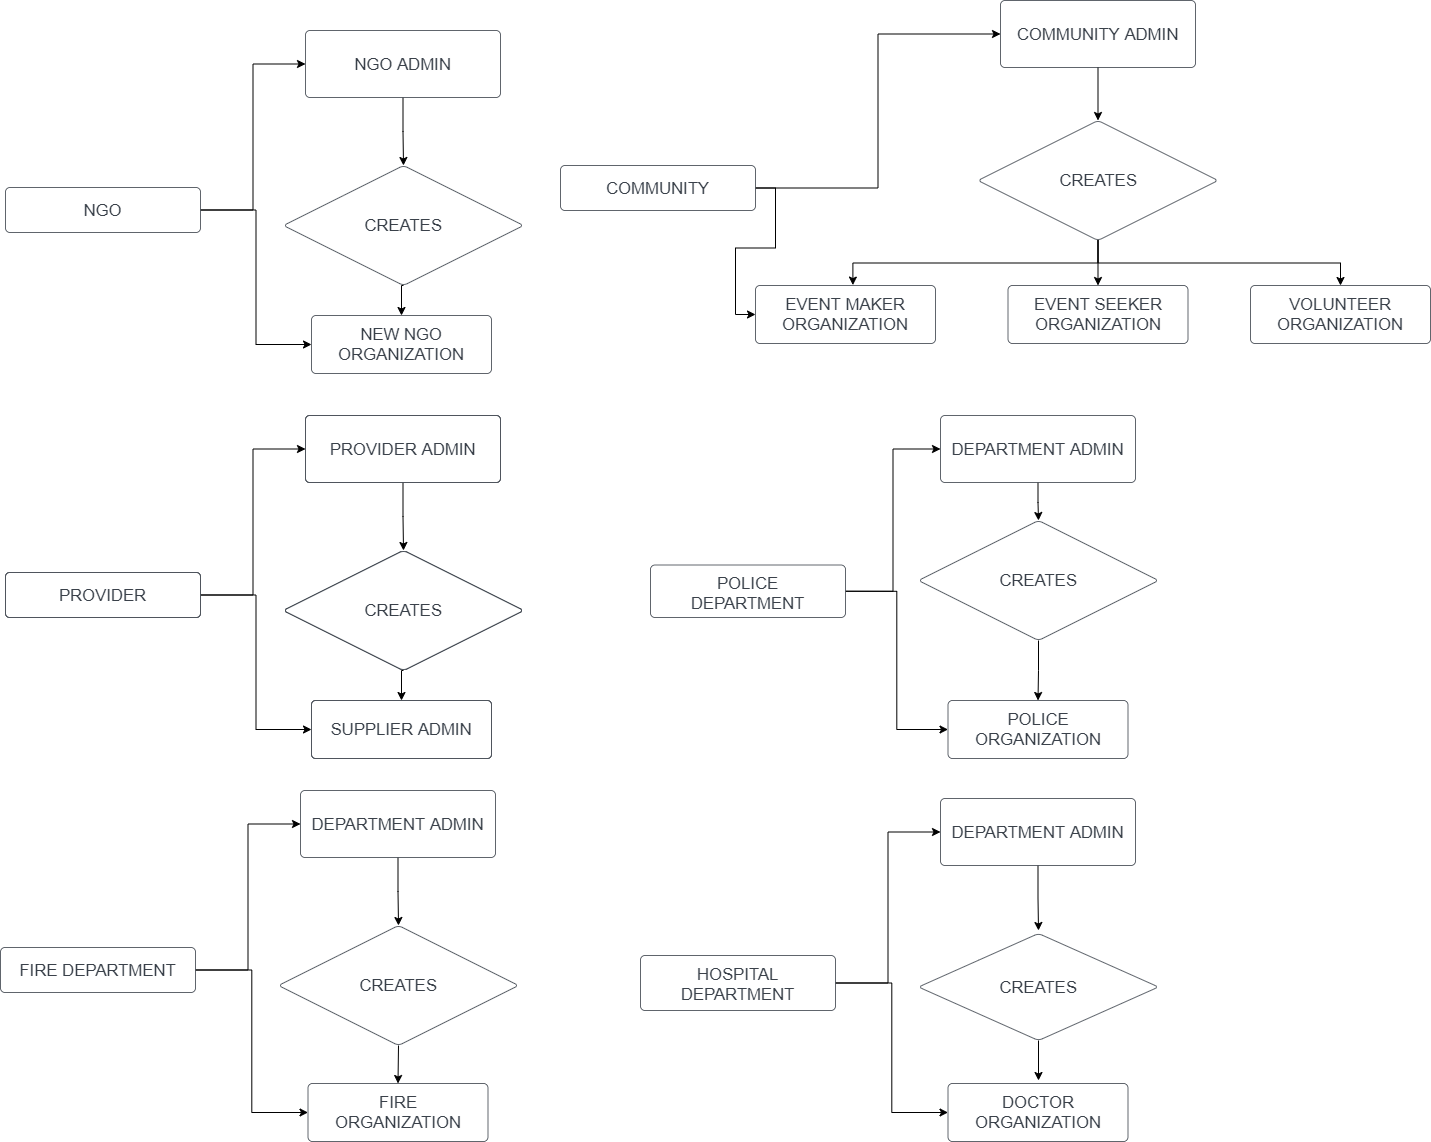 NGO ADMIN
NGO
CREATES
NEW NGO
ORGANIZATION
COMMUNITY ADMIN
COMMUNITY
CREATES
EVENT MAKER
ORGANIZATION
EVENT SEEKER
ORGANIZATION
VOLUNTEER
ORGANIZATION
PROVIDER ADMIN
PROVIDER
CREATES
SUPPLIER ADMIN
DEPARTMENT ADMIN
POLICE
DEPARTMENT
CREATES
POLICE
ORGANIZATION
DEPARTMENT ADMIN
FIRE DEPARTMENT
CREATES
FIRE
ORGANIZATION
DEPARTMENT ADMIN
HOSPITAL
DEPARTMENT
CREATES
DOCTOR
ORGANIZATION